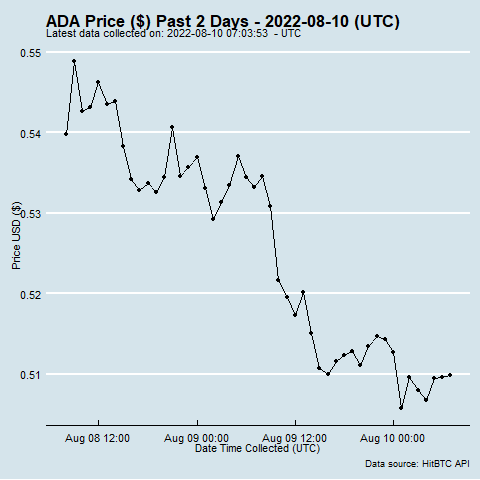 ADA Price ($) Past 2 Days - 2022-08-10 (UTC)
Latest data collected on: 2022-08-10 07:03:53 - UTC
0.55
0.54
0.53
0.52
0.51
Price USD ($)
Aug 08 12:00 Aug 09 00:00 Aug 09 12:00 Aug 10 00:00
Date Time Collected (UTC)
Data source: HitBTC API